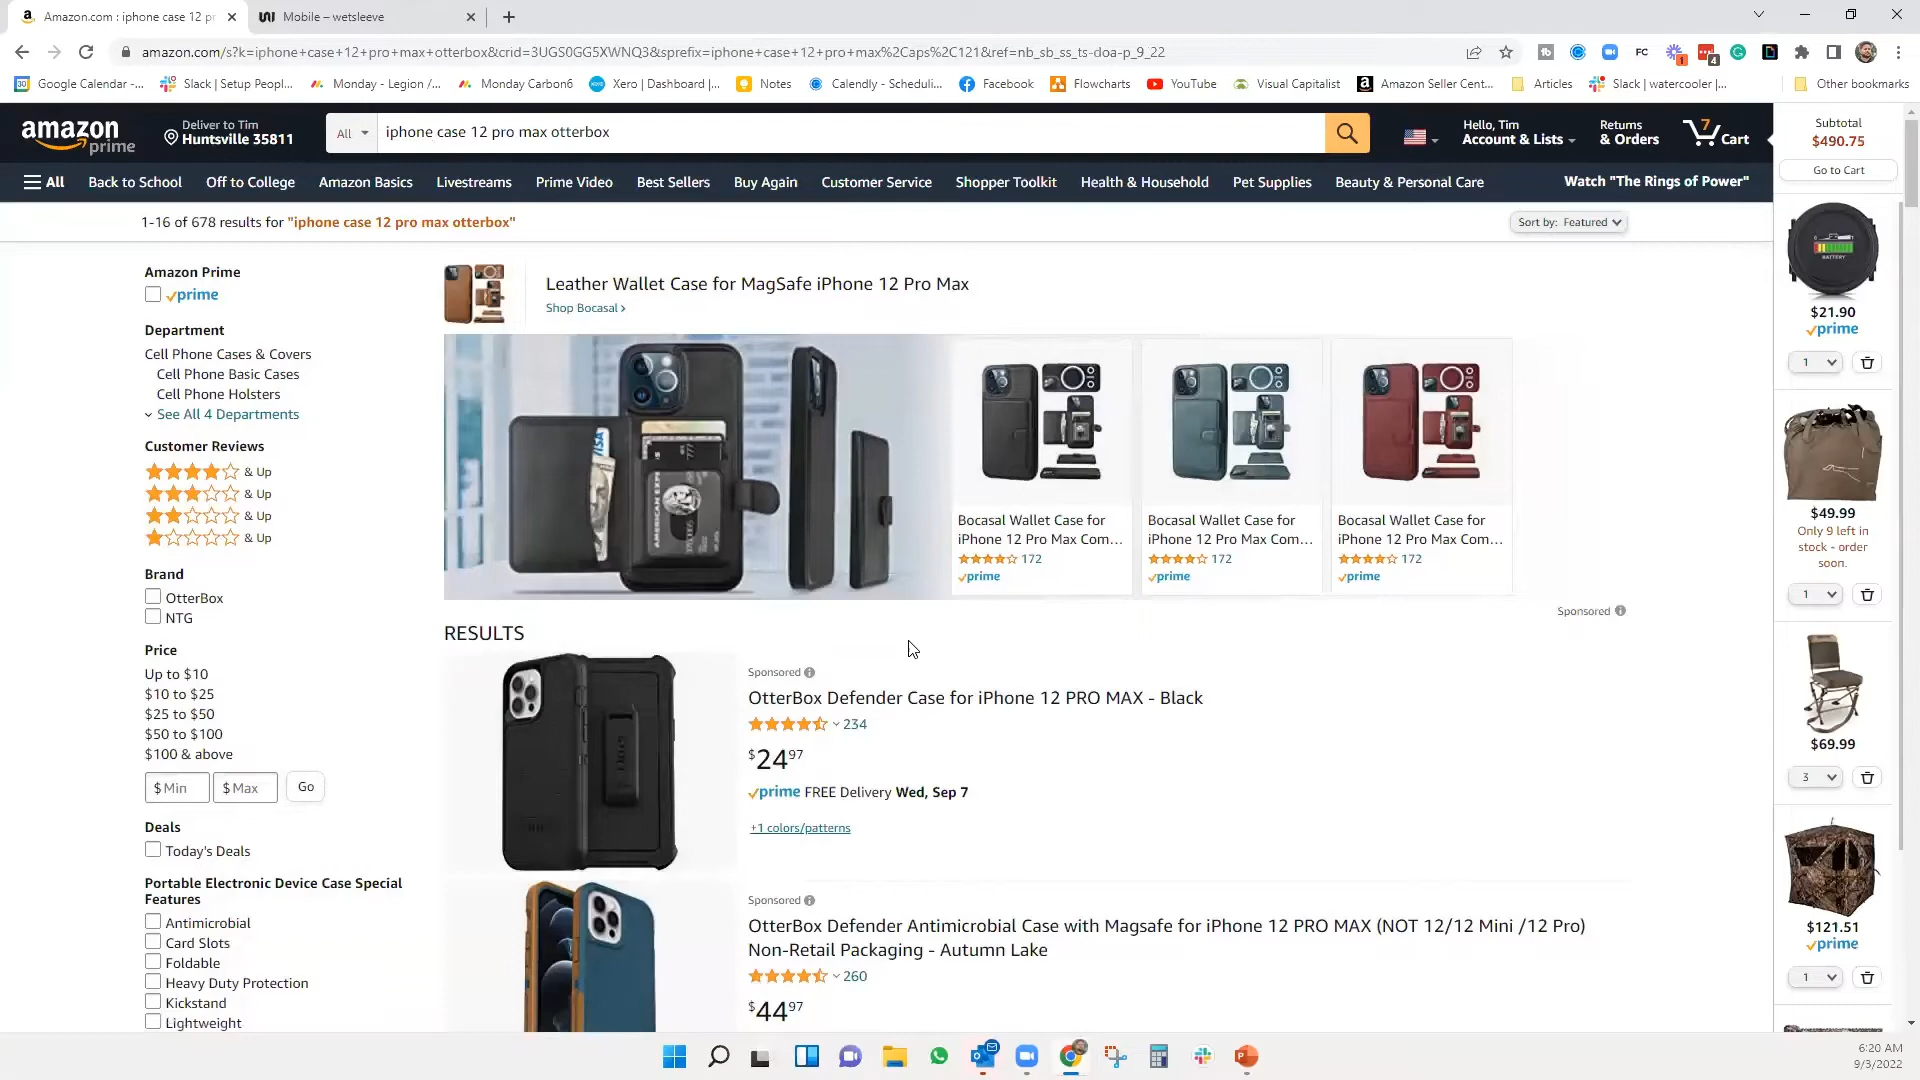 Amazon.com : iphone case 12 pr
Mobile – wetsleeve
amazon.com/s?k=iphone+case+12+pro+max+otterbox&crid=3UGS0GG5XWNQ3&sprefix=iphone+case+12+pro+max%2Caps%2C121&ref=nb_sb_ss_ts-doa-p_9_22
Google Calendar -...
Slack | Setup Peopl...
Monday - Legion /...
Monday Carbon6
Xero | Dashboard |...
Notes
Calendly - Scheduli...
Facebook
Flowcharts
YouTube
Visual Capitalist
Amazon Seller Cent...
Articles
Slack | watercooler |...
Other bookmarks
amazon prime
Deliver to Tim
Huntsville 35811
All
iphone case 12 pro max otterbox
Hello, Tim
Account & Lists
Returns
& Orders
7
Cart
All
Back to School
Off to College
Amazon Basics
Livestreams
Prime Video
Best Sellers
Buy Again
Customer Service
Shopper Toolkit
Health & Household
Pet Supplies
Beauty & Personal Care
Watch "The Rings of Power"
1-16 of 678 results for "iphone case 12 pro max otterbox"
Sort by: Featured
Amazon Prime
prime
Department
Cell Phone Cases & Covers
Cell Phone Basic Cases
Cell Phone Holsters
See All 4 Departments
Customer Reviews
& Up
& Up
& Up
& Up
Brand
OtterBox
NTG
Price
Up to $10
$10 to $25
$25 to $50
$50 to $100
$100 & above
$ Min
$ Max
Go
Deals
Today's Deals
Portable Electronic Device Case Special
Features
Antimicrobial
Card Slots
Foldable
Heavy Duty Protection
Kickstand
Lightweight
Leather Wallet Case for MagSafe iPhone 12 Pro Max
Shop Bocasal ›
VISA
AMERICAN EXPR
Bocasal Wallet Case for
iPhone 12 Pro Max Com...
172
prime
Bocasal Wallet Case for
iPhone 12 Pro Max Com...
172
prime
Bocasal Wallet Case for
iPhone 12 Pro Max Com...
172
prime
Sponsored
RESULTS
Sponsored
OtterBox Defender Case for iPhone 12 PRO MAX - Black
234
$24 97
prime FREE Delivery Wed, Sep 7
+1 colors/patterns
Sponsored
OtterBox Defender Antimicrobial Case with Magsafe for iPhone 12 PRO MAX (NOT 12/12 Mini /12 Pro)
Non-Retail Packaging - Autumn Lake
260
$44 97
Subtotal
$490.75
Go to Cart
BATTERY
$21.90
prime
1
$49.99
Only 9 left in
stock - order
soon.
1
$69.99
3
$121.51
prime
1
6:20 AM
9/3/2022